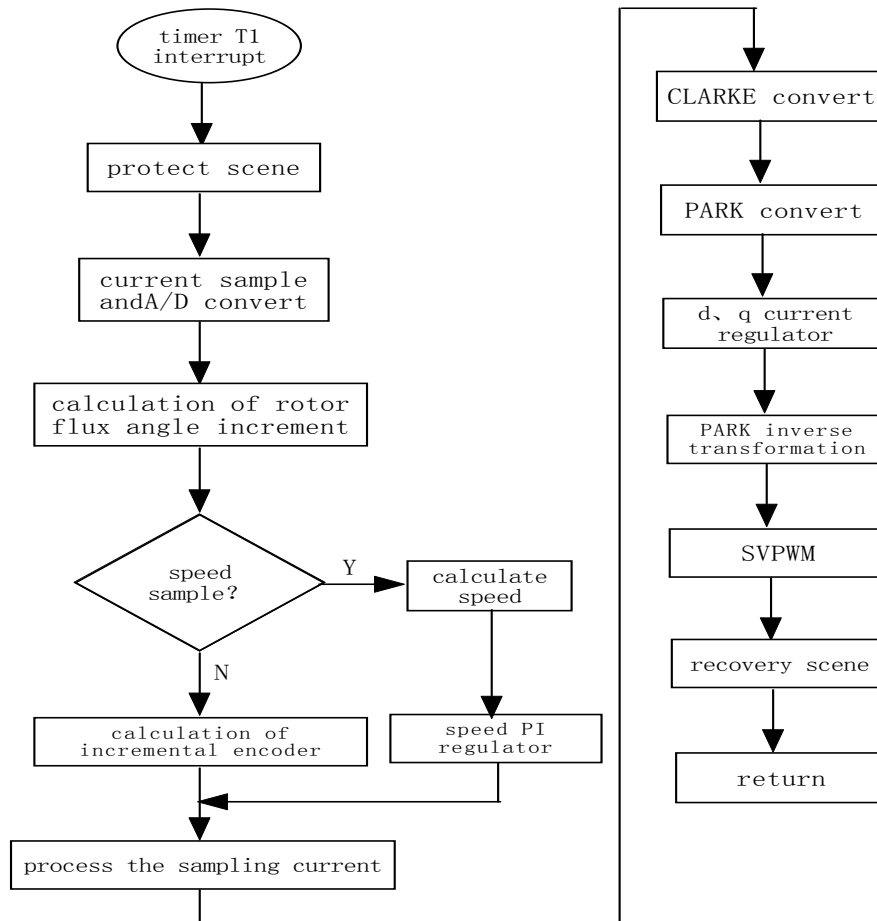 timer T1
interrupt
protect scene
current sample
andA/D convert
calculation of rotor
flux angle increment
speed
sample?
Y
calculate
speed
N
calculation of
incremental encoder
speed PI
regulator
process the sampling current
CLARKE convert
PARK convert
d、q current
regulator
PARK inverse
transformation
SVPWM
recovery scene
return